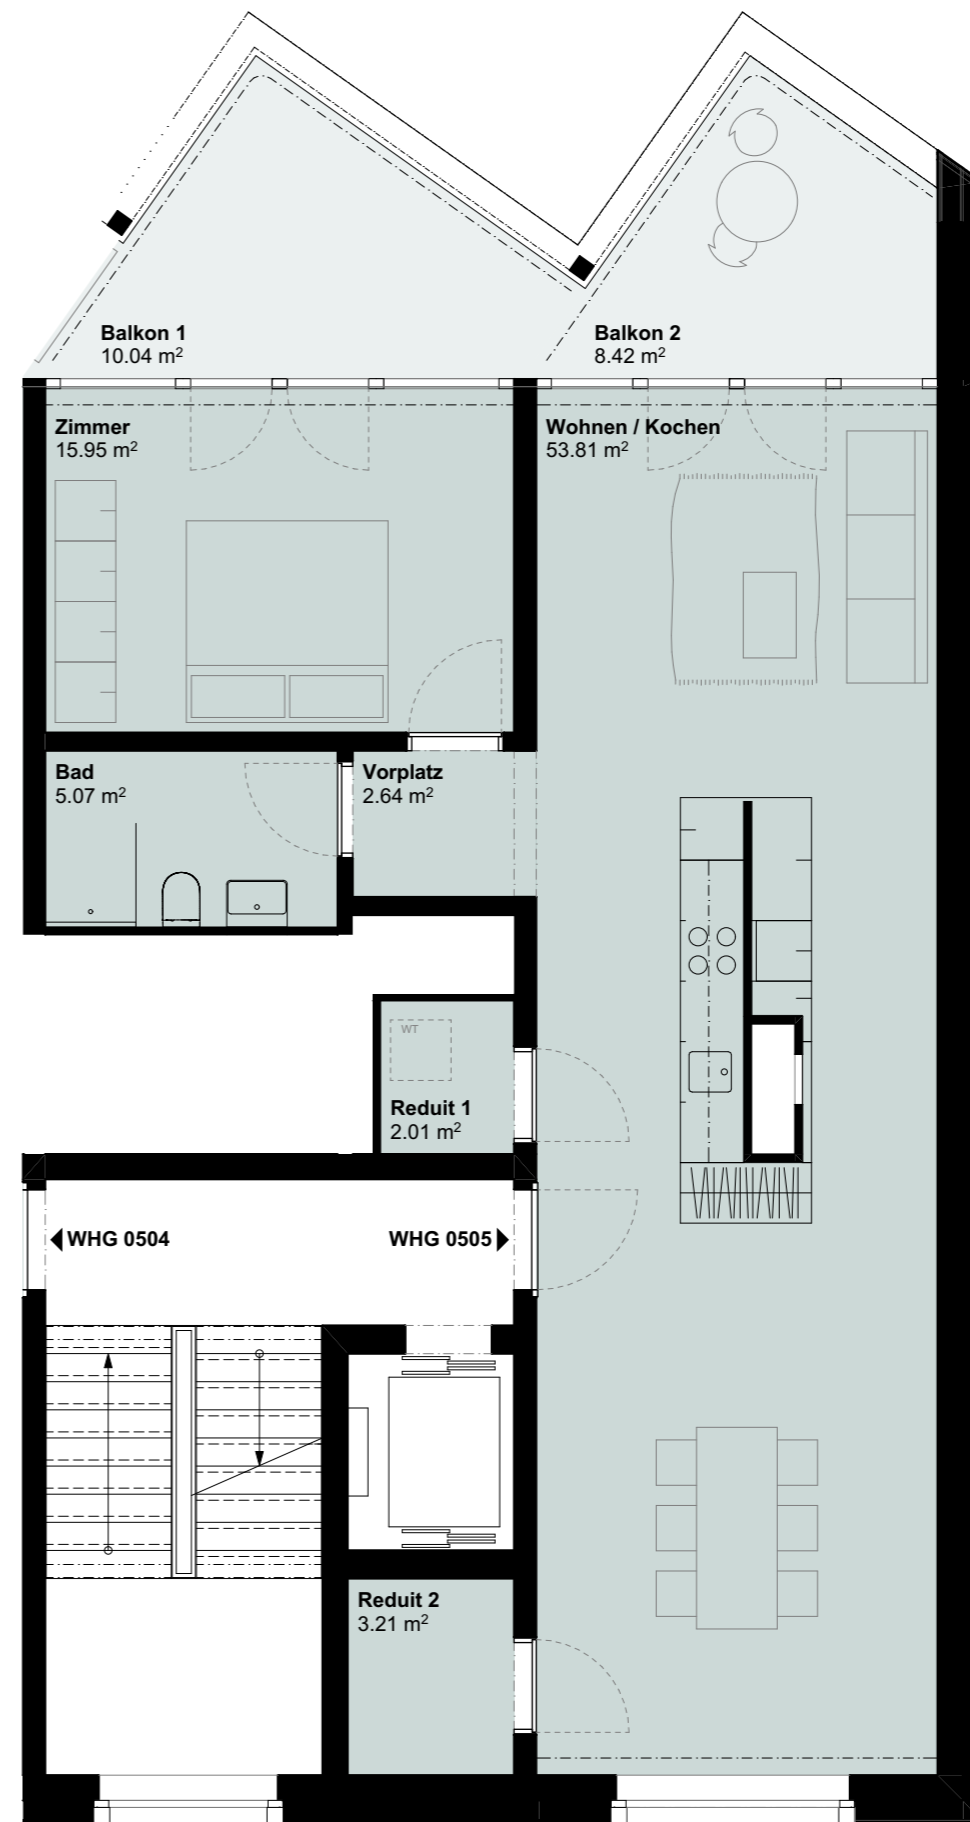 Balkon 1
10.04 m²
Balkon 2
8.42 m²
Zimmer
15.95 m²
Wohnen / Kochen
53.81 m²
Bad
5.07 m²
Vorplatz
2.64 m²
WT
Reduit 1
2.01 m²
WHG 0504
WHG 0505
Reduit 2
3.21 m²